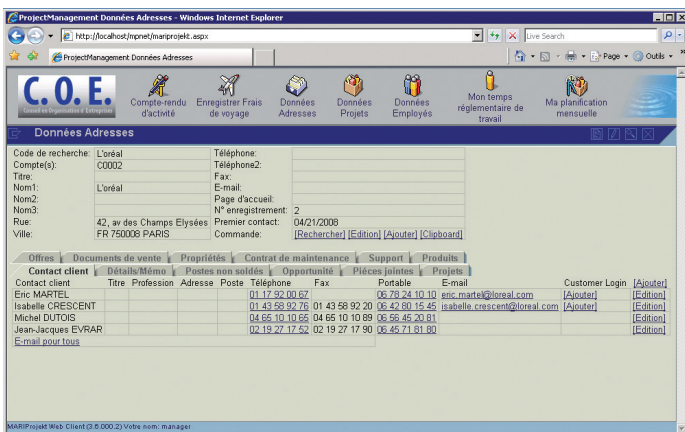 ProjectManagement Données Adresses - Windows Internet Explorer
http://localhost/mpnet/mariprojekt.aspx
Live Search
ProjectManagement Données Adresses
Page
Outils
C.O.E.
Conseil en Organisation d'Entreprises
Compte-rendu d'activité
Enregistrer Frais de voyage
Données Adresses
Données Projets
Données Employés
Mon temps réglementaire de travail
Ma planification mensuelle
Données Adresses
Code de recherche: L'oréal Téléphone:
Compte(s): C0002 Téléphone2:
Titre: Fax:
Nom1: L'oréal E-mail:
Nom2: Page d'accueil:
Nom3: N° enregistrement: 2
Rue: 42, av des Champs Elysées Premier contact: 04/21/2008
Ville: FR 750008 PARIS Commande: [Rechercher] [Edition] [Ajouter] [Clipboard]
Offres Documents de vente Propriétés Contrat de maintenance Support Produits
Contact client Détails/Mémo Postes non soldés Opportunité Pièces jointes Projets
Contact client Titre Profession Adresse Poste Téléphone Fax Portable E-mail Customer Login [Ajouter]
Eric MARTEL 01 17 92 00 67 06 78 24 10 10 eric.martel@loreal.com [Ajouter] [Edition]
Isabelle CRESCENT 01 43 58 92 76 01 43 58 92 20 06 42 80 15 45 isabelle.crescent@loreal.com [Ajouter] [Edition]
Michel DUTOIS 04 65 10 10 65 04 65 10 10 89 06 56 45 20 81 [Edition]
Jean-Jacques EVRAR 02 19 27 17 52 02 19 27 17 90 06 45 71 81 80 [Edition]
E-mail pour tous
MARIProjekt Web Client (3.6.000.2) Votre nom: manager